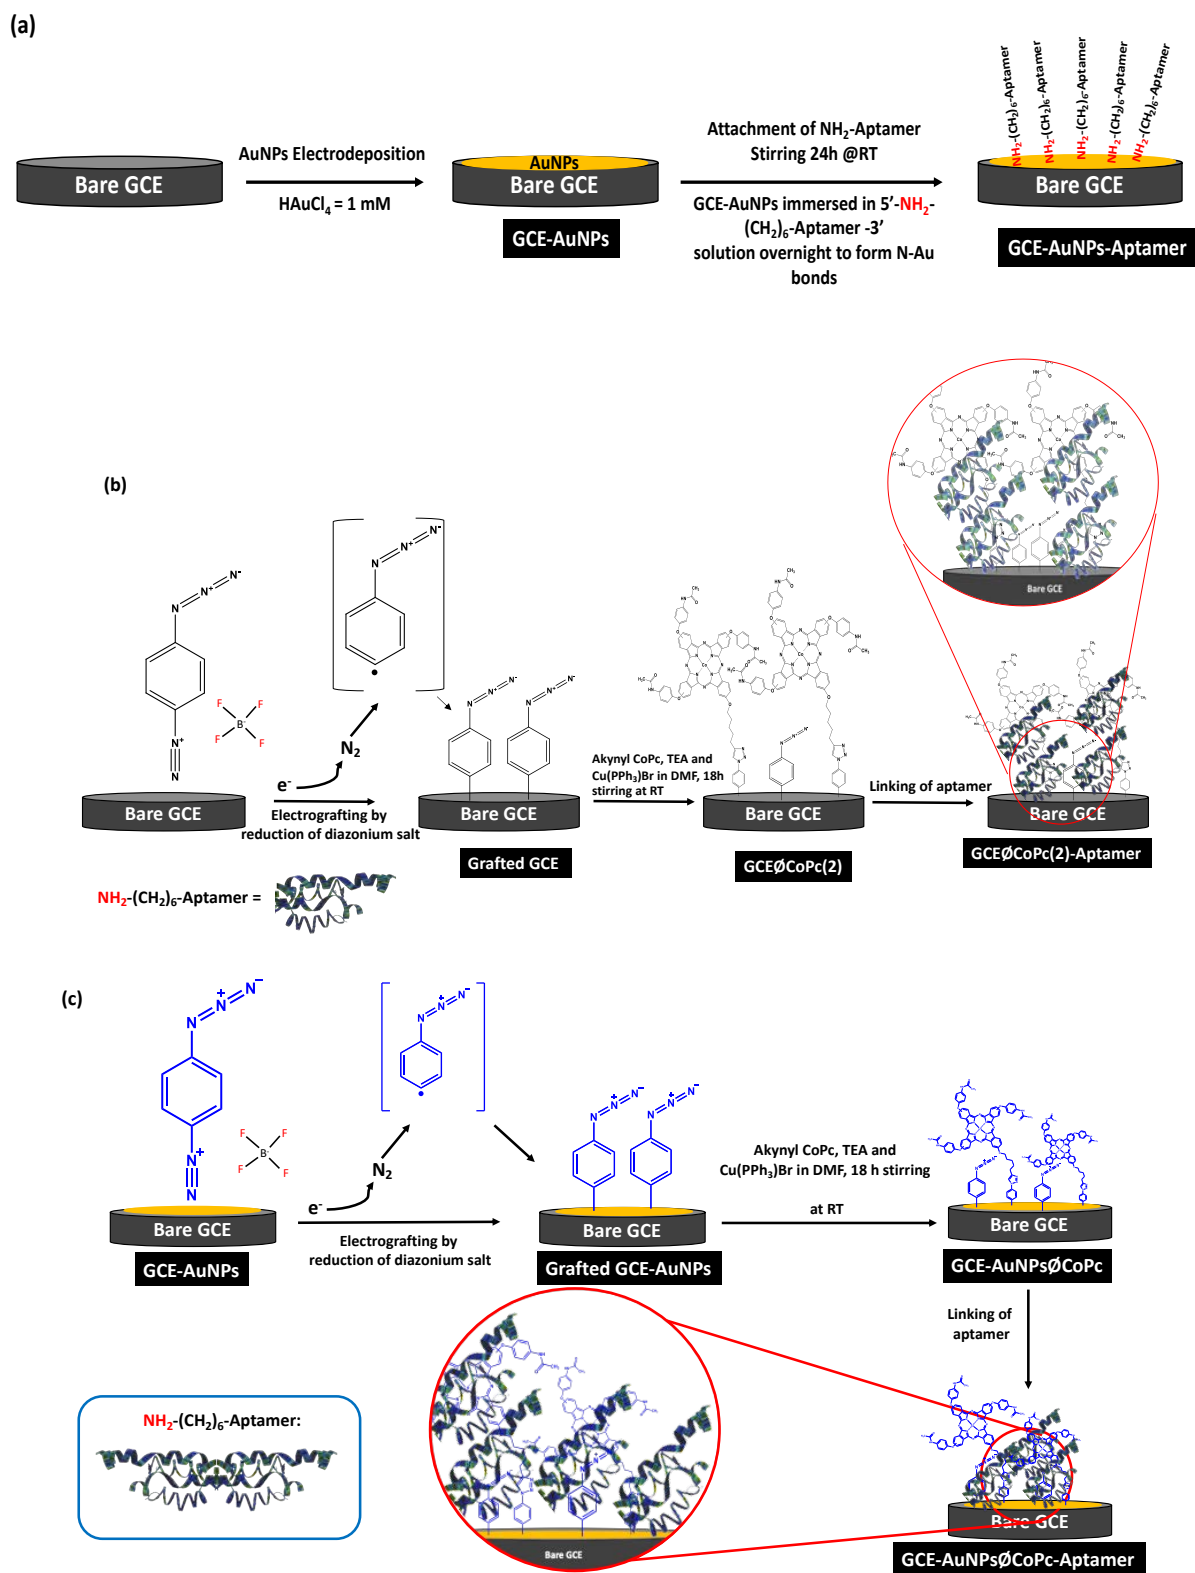 (a)
Bare GCE
AuNPs Electrodeposition
HAuCl4 = 1 mM
AuNPs
Bare GCE
GCE-AuNPs
Attachment of NH2-Aptamer
Stirring 24h @RT
GCE-AuNPs immersed in 5’-NH2-
(CH2)6-Aptamer -3’
solution overnight to form N-Au
bonds
NH2-(CH2)6-Aptamer
NH2-(CH2)6-Aptamer
NH2-(CH2)6-Aptamer
NH2-(CH2)6-Aptamer
NH2-(CH2)6-Aptamer
Bare GCE
GCE-AuNPs-Aptamer
(b)
N N+ N-
N+
N
F F
B-
F F
Bare GCE
e-
N2
N N+ N-
Electrografting by
reduction of diazonium salt
N N+ N-
N N+ N-
Bare GCE
Grafted GCE
Akynyl CoPc, TEA and
Cu(PPh3)Br in DMF, 18h
stirring at RT
Bare GCE
GCEØCoPc(2)
Linking of aptamer
Bare GCE
Bare GCE
GCEØCoPc(2)-Aptamer
NH2-(CH2)6-Aptamer =
(c)
N N+ N−
N+
N
F F
B-
F F
Bare GCE
GCE-AuNPs
e-
N2
N N+ N−
Electrografting by
reduction of diazonium salt
N N+ N−
N N+ N−
Bare GCE
Grafted GCE-AuNPs
Akynyl CoPc, TEA and
Cu(PPh3)Br in DMF, 18 h stirring
at RT
Bare GCE
GCE-AuNPsØCoPc
Linking of
aptamer
NH2-(CH2)6-Aptamer:
Bare GCE
Bare GCE
GCE-AuNPsØCoPc-Aptamer